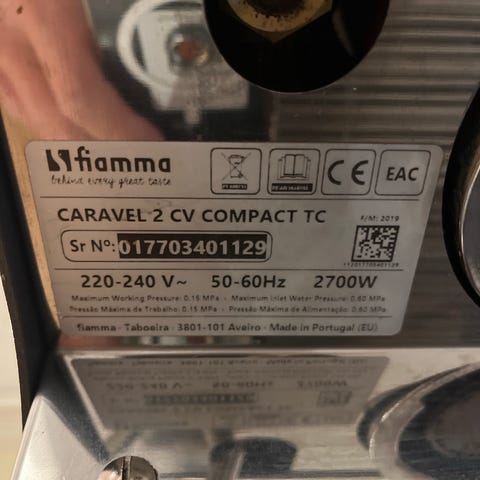 fiamma
behind every great taste
CE
EAC
CARAVEL 2 CV COMPACT TC
F/M: 2019
Sr Nº: 017703401129
220-240 V~ 50-60Hz 2700W
Maximum Working Pressure: 0.15 MPa - Maximum Inlet Water Pressure: 0,60 MPa
Pressão Máxima de Trabalho: 0.15 MPa - Pressão Máxima de Alimentação: 0,60 MPa
fiamma - Taboeira - 3801-101 Aveiro - Made in Portugal (EU)